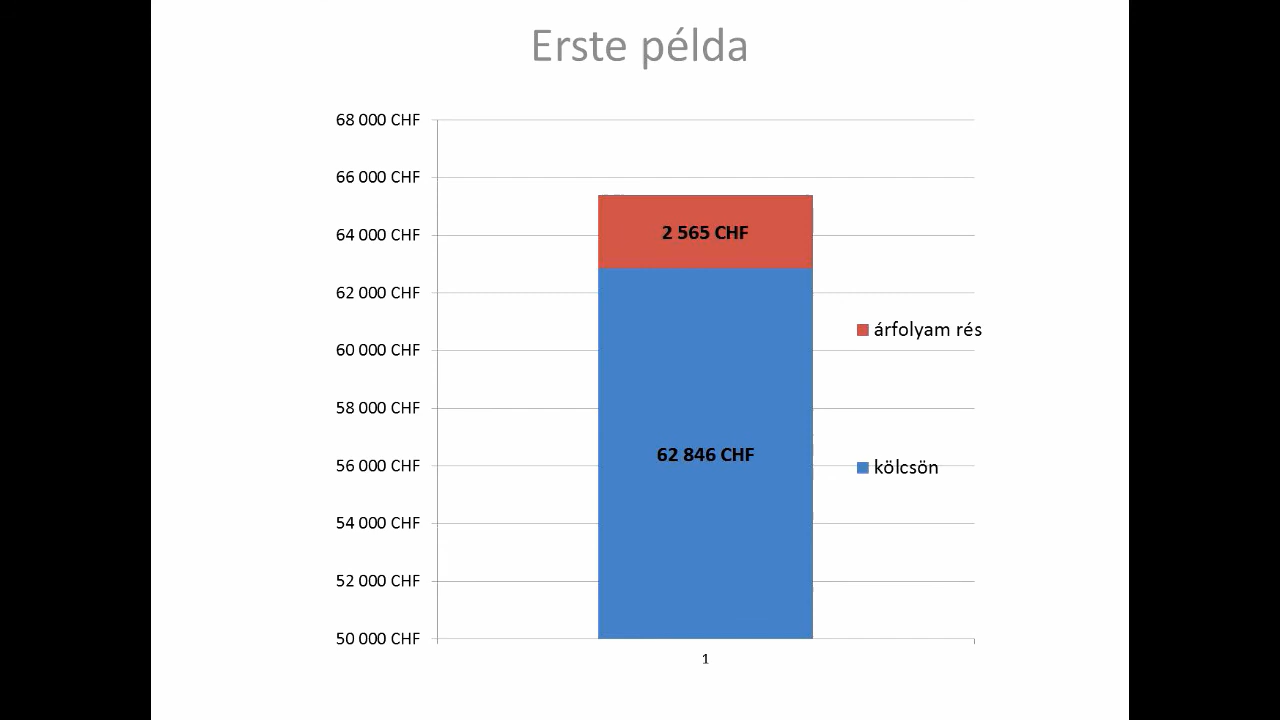 Erste példa
68 000 CHF
66 000 CHF
64 000 CHF
62 000 CHF
60 000 CHF
58 000 CHF
56 000 CHF
54 000 CHF
52 000 CHF
50 000 CHF
2 565 CHF
62 846 CHF
1
árfolyam rés
kölcsön